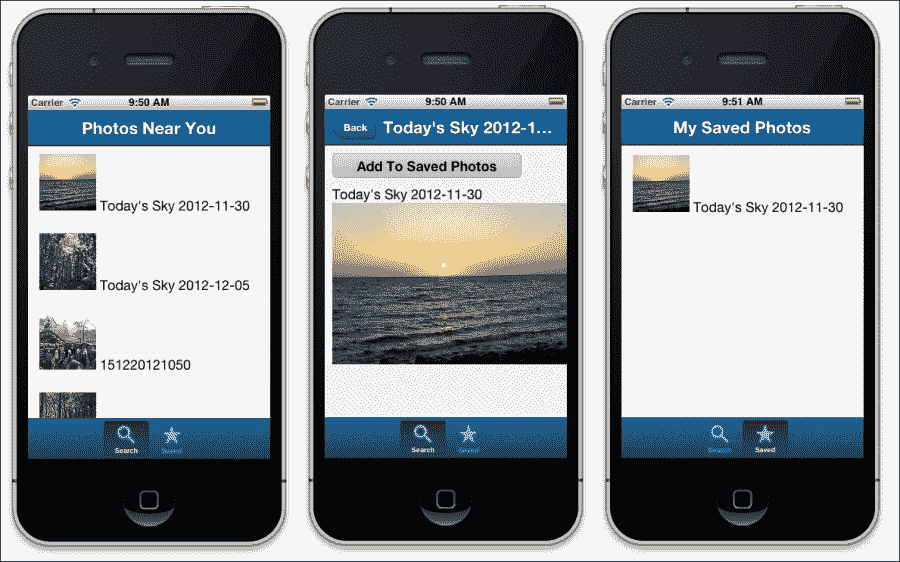 Carrier 9:50 AM
Photos Near You
Today's Sky 2012-11-30
Today's Sky 2012-12-05
151220121050
Search
Saved
Carrier 9:50 AM
Back Today's Sky 2012-1...
Add To Saved Photos
Today's Sky 2012-11-30
Search
Saved
Carrier 9:51 AM
My Saved Photos
Today's Sky 2012-11-30
Search
Saved